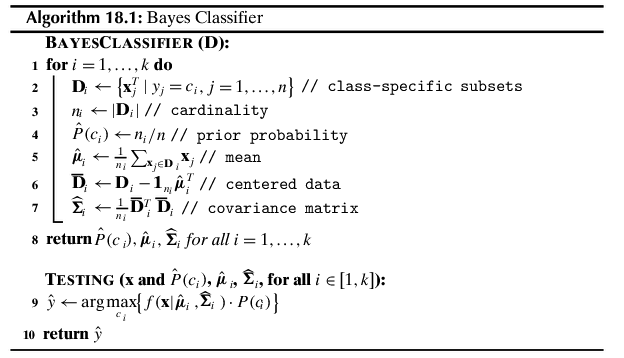 Algorithm 18.1: Bayes Classifier
BAYESCLASSIFIER (D):
1 for i = 1, . . . , k do
2 Dᵢ ← {xⱼᵀ | yⱼ = cᵢ, j = 1, . . . , n} // class-specific subsets
3 nᵢ ← |Dᵢ| // cardinality
4 P̂(cᵢ) ← nᵢ/n // prior probability
5 μ̂ᵢ ← 1/nᵢ ∑xⱼ∈Dᵢ xⱼ // mean
6 D̅ᵢ ← Dᵢ − 1ₙᵢ μ̂ᵢᵀ // centered data
7 Σ̂ᵢ ← 1/nᵢ D̅ᵢᵀ D̅ᵢ // covariance matrix
8 return P̂(cᵢ), μ̂ᵢ, Σ̂ᵢ for all i = 1, . . . , k
TESTING (x and P̂(cᵢ), μ̂ᵢ, Σ̂ᵢ, for all i ∈ [1, k]):
9 ŷ ← arg max cᵢ {f(x|μ̂ᵢ, Σ̂ᵢ) · P(cᵢ)}
10 return ŷ